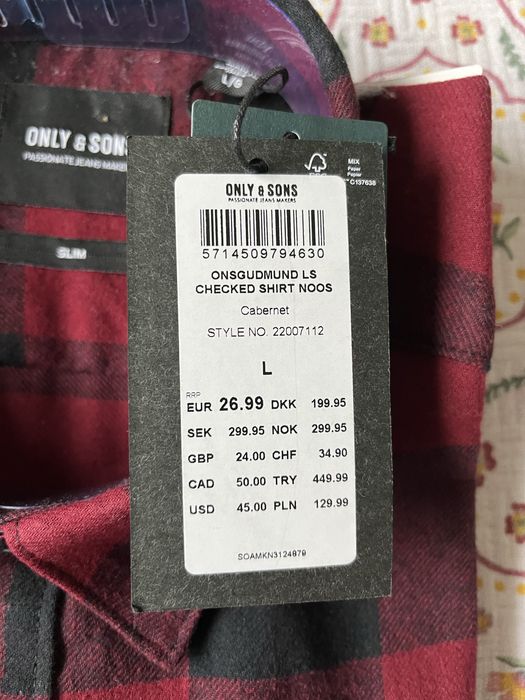 L/G
ONLY & SONS
PASSIONATE JEANS MAKERS
SLIM
MIX
Paper
Papier
C137638
ONLY & SONS
PASSIONATE JEANS MAKERS
5714509794630
ONSGUDMUND LS
CHECKED SHIRT NOOS
Cabernet
STYLE NO. 22007112
L
RRP
EUR 26.99 DKK 199.95
SEK 299.95 NOK 299.95
GBP 24.00 CHF 34.90
CAD 50.00 TRY 449.99
USD 45.00 PLN 129.99
SOAMKN3124879